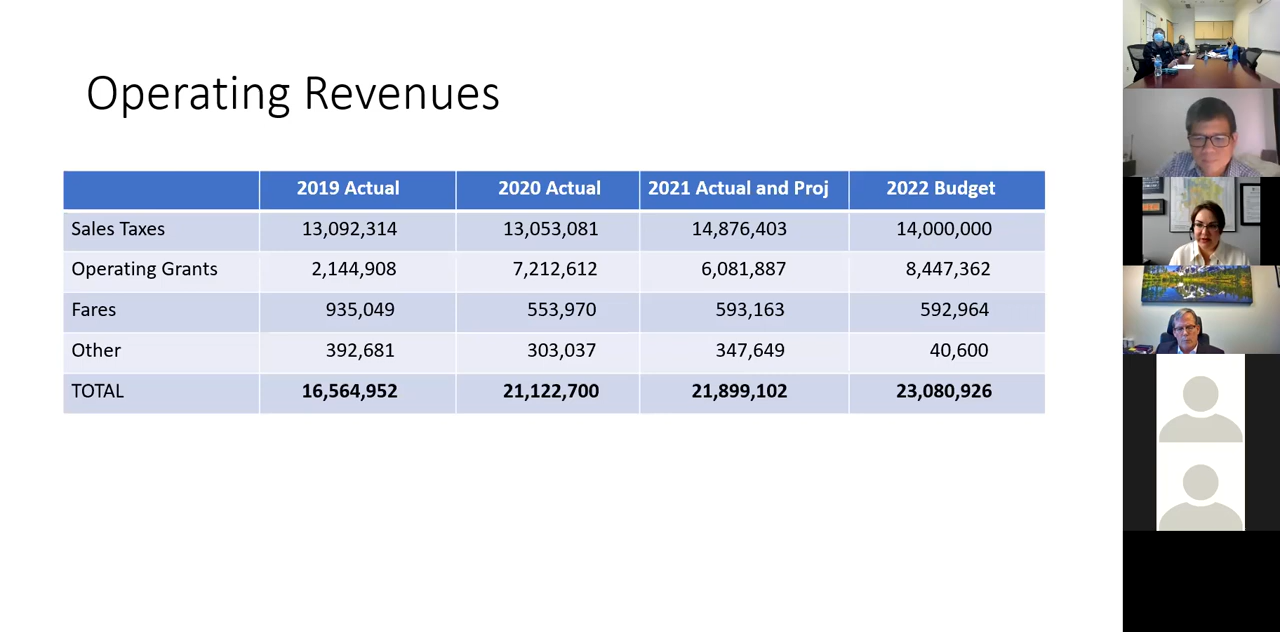 Operating Revenues
2019 Actual 2020 Actual 2021 Actual and Proj 2022 Budget
Sales Taxes 13,092,314 13,053,081 14,876,403 14,000,000
Operating Grants 2,144,908 7,212,612 6,081,887 8,447,362
Fares 935,049 553,970 593,163 592,964
Other 392,681 303,037 347,649 40,600
TOTAL 16,564,952 21,122,700 21,899,102 23,080,926